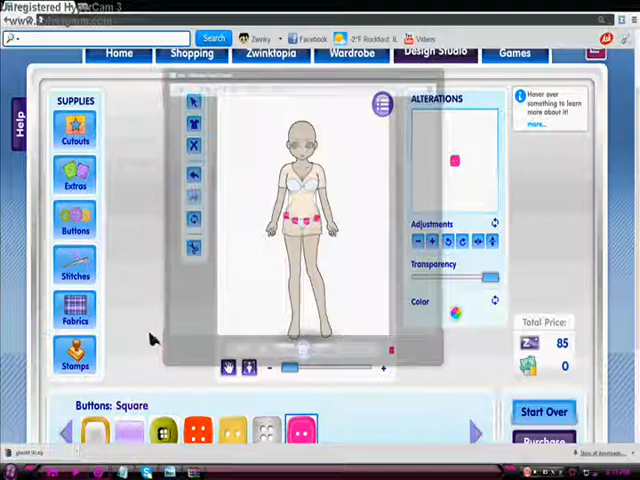 Unregistered HyperCam 3
Search
Zwinky
Facebook
-2°F Rockford, IL
Videos
Home
Shopping
Zwinktopia
Wardrobe
Design Studio
Games
Help
SUPPLIES
Cutouts
Extras
Buttons
Stitches
Fabrics
Stamps
ALTERATIONS
Adjustments
Transparency
Color
Hover over
something to learn
more about it!
more...
Total Price:
85
0
Start Over
Purchase
Buttons: Square